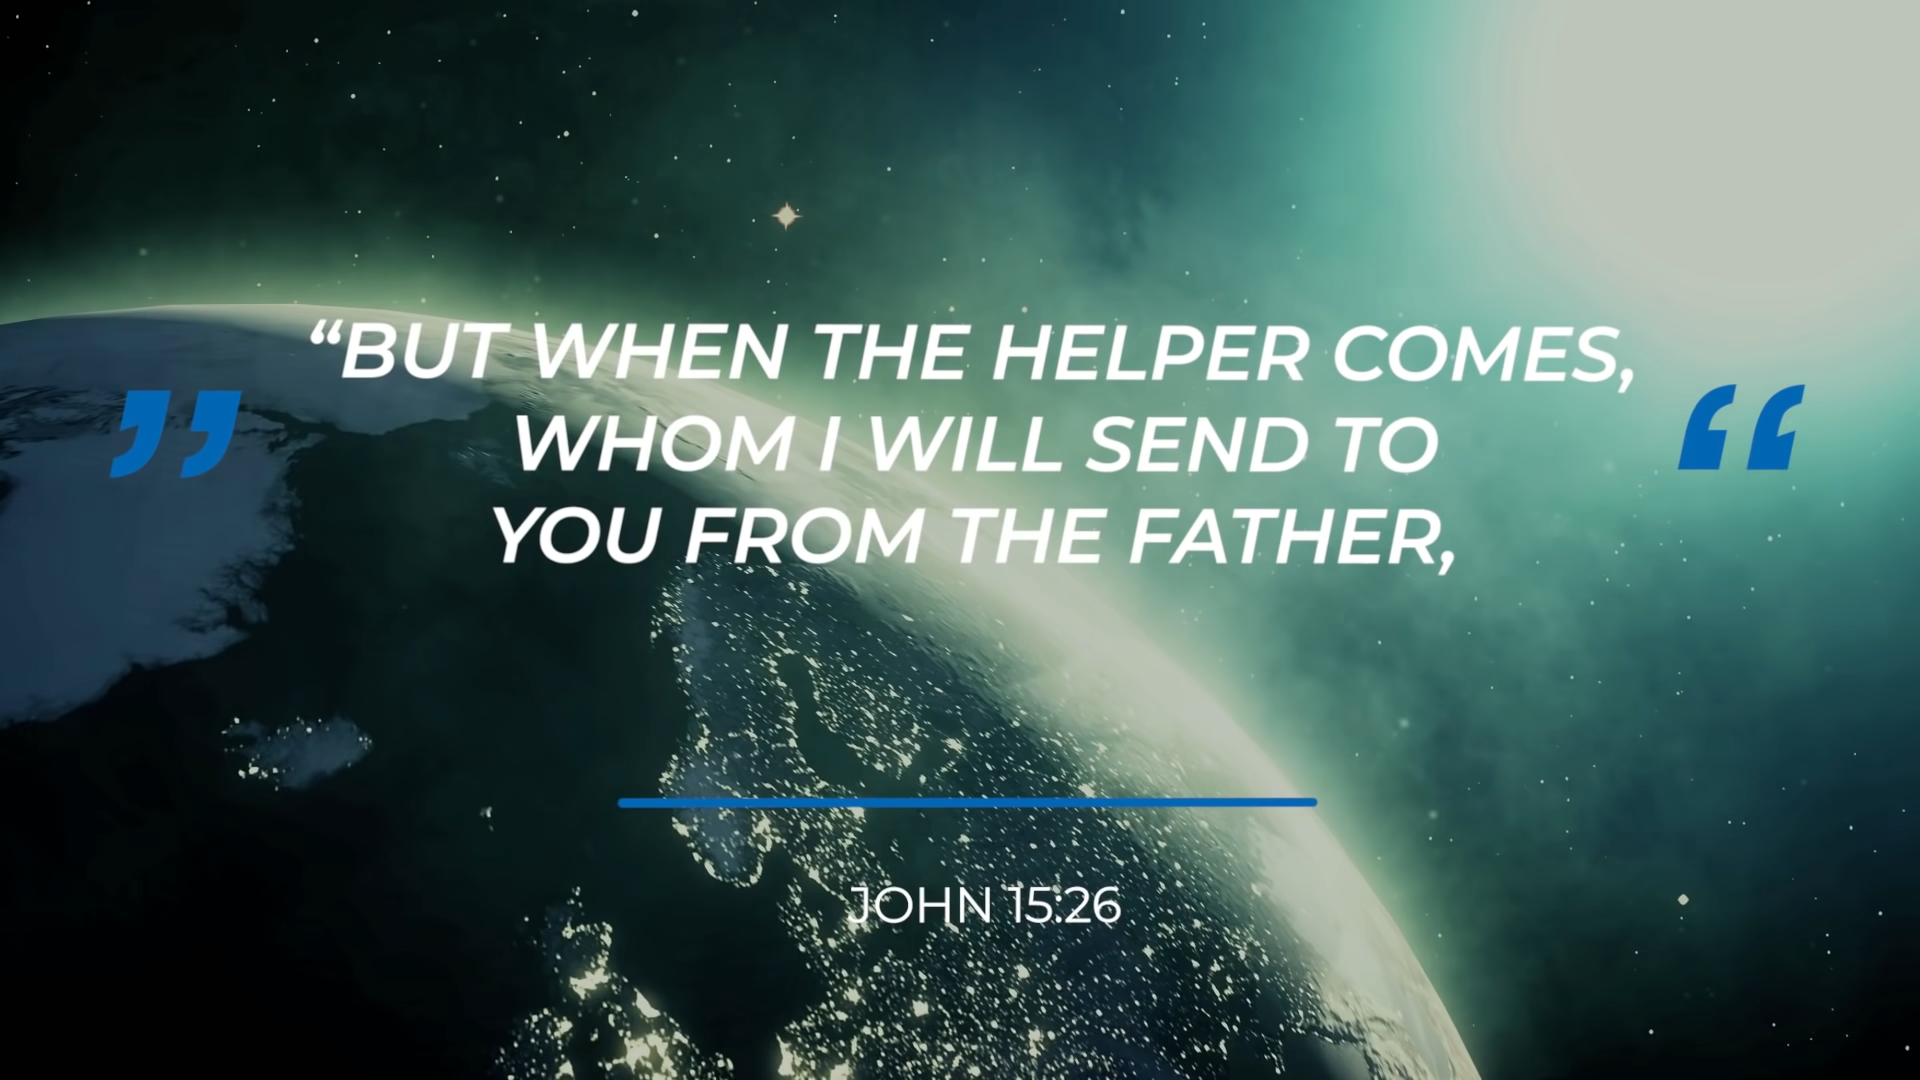 “BUT WHEN THE HELPER COMES,
WHOM I WILL SEND TO
YOU FROM THE FATHER,
” “
JOHN 15:26